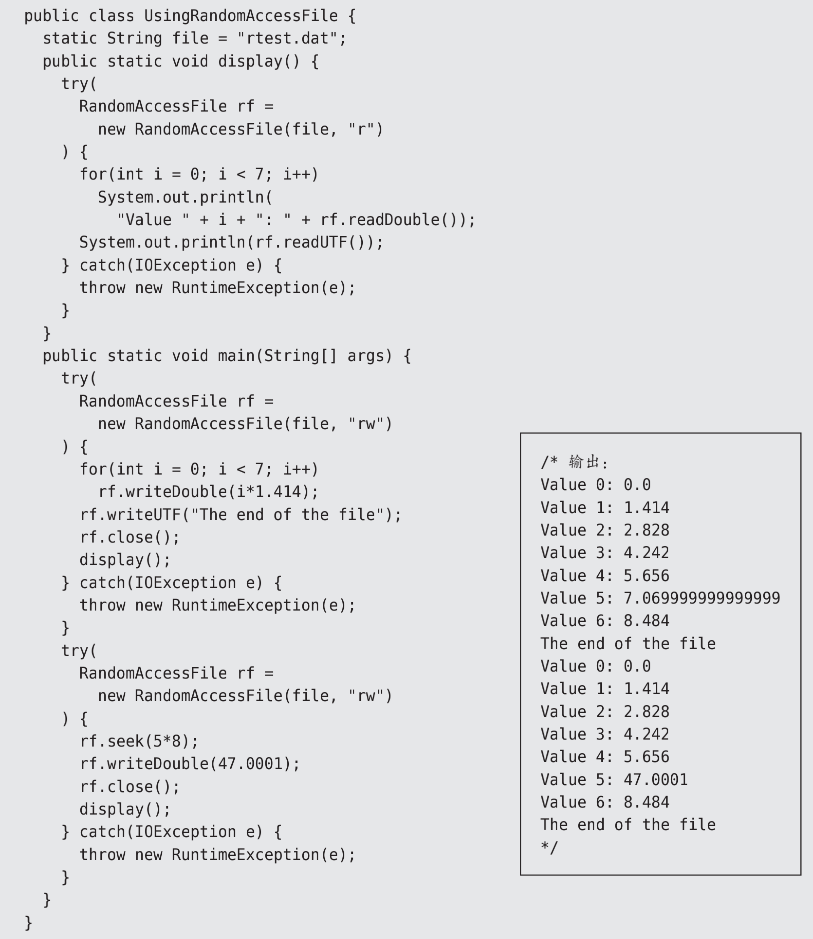 public class UsingRandomAccessFile {
  static String file = "rtest.dat";
  public static void display() {
    try(
      RandomAccessFile rf =
        new RandomAccessFile(file, "r")
    ) {
      for(int i = 0; i < 7; i++)
        System.out.println(
          "Value " + i + ": " + rf.readDouble());
      System.out.println(rf.readUTF());
    } catch(IOException e) {
      throw new RuntimeException(e);
    }
  }
  public static void main(String[] args) {
    try(
      RandomAccessFile rf =
        new RandomAccessFile(file, "rw")
    ) {
      for(int i = 0; i < 7; i++)
        rf.writeDouble(i*1.414);
      rf.writeUTF("The end of the file");
      rf.close();
      display();
    } catch(IOException e) {
      throw new RuntimeException(e);
    }
    try(
      RandomAccessFile rf =
        new RandomAccessFile(file, "rw")
    ) {
      rf.seek(5*8);
      rf.writeDouble(47.0001);
      rf.close();
      display();
    } catch(IOException e) {
      throw new RuntimeException(e);
    }
  }
}
/* 输出：
Value 0: 0.0
Value 1: 1.414
Value 2: 2.828
Value 3: 4.242
Value 4: 5.656
Value 5: 7.069999999999999
Value 6: 8.484
The end of the file
Value 0: 0.0
Value 1: 1.414
Value 2: 2.828
Value 3: 4.242
Value 4: 5.656
Value 5: 47.0001
Value 6: 8.484
The end of the file
*/